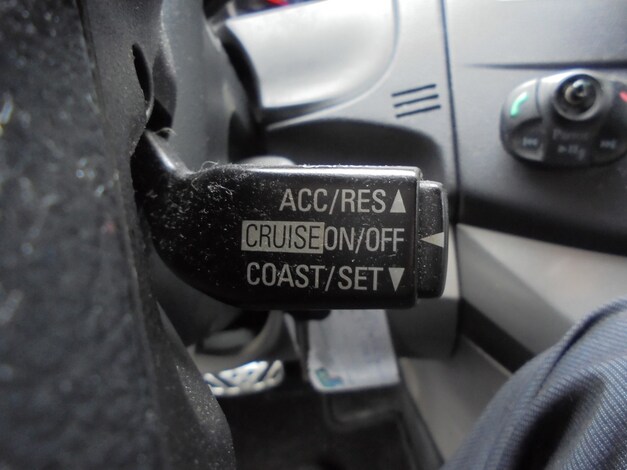 ACC/RES▲
CRUISE ON/OFF ◀
COAST/SET▼